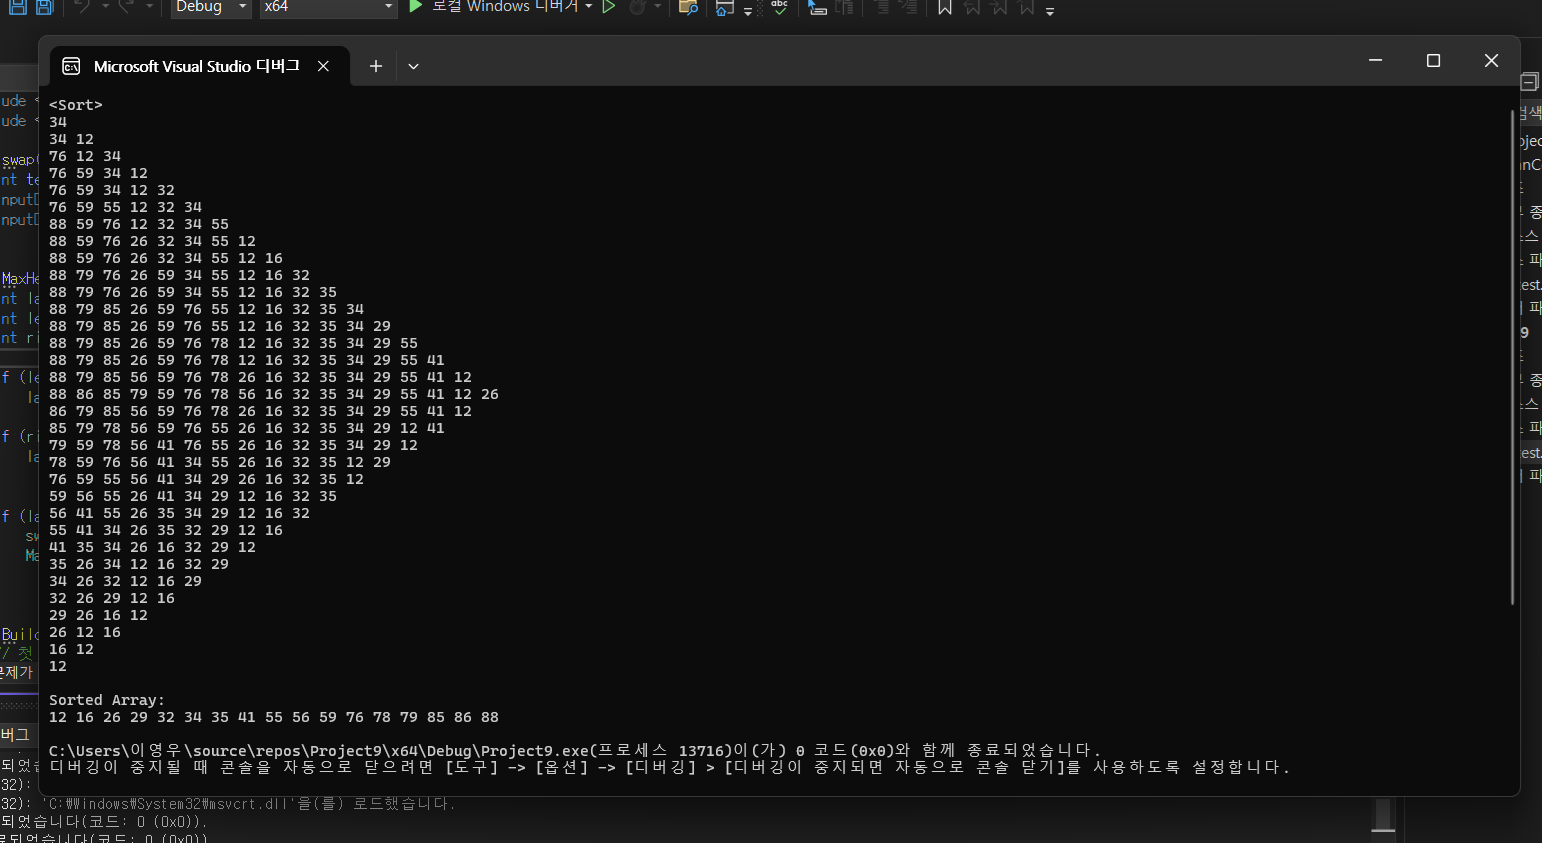 Debug x64 로컬 Windows 디버거
Microsoft Visual Studio 디버그
<Sort>
34
34 12
76 12 34
76 59 34 12
76 59 34 12 32
76 59 55 12 32 34
88 59 76 12 32 34 55
88 59 76 26 32 34 55 12
88 59 76 26 32 34 55 12 16
88 79 76 26 59 34 55 12 16 32
88 79 76 26 59 34 55 12 16 32 35
88 79 85 26 59 76 55 12 16 32 35 34
88 79 85 26 59 76 55 12 16 32 35 34 29
88 79 85 26 59 76 78 12 16 32 35 34 29 55
88 79 85 26 59 76 78 12 16 32 35 34 29 55 41
88 79 85 56 59 76 78 26 16 32 35 34 29 55 41 12
88 86 85 79 59 76 78 56 16 32 35 34 29 55 41 12 26
86 79 85 56 59 76 78 26 16 32 35 34 29 55 41 12
85 79 78 56 59 76 55 26 16 32 35 34 29 12 41
79 59 78 56 41 76 55 26 16 32 35 34 29 12
78 59 76 56 41 34 55 26 16 32 35 12 29
76 59 55 56 41 34 29 26 16 32 35 12
59 56 55 26 41 34 29 12 16 32 35
56 41 55 26 35 34 29 12 16 32
55 41 34 26 35 32 29 12 16
41 35 34 26 16 32 29 12
35 26 34 12 16 32 29
34 26 32 12 16 29
32 26 29 12 16
29 26 16 12
26 12 16
16 12
12
Sorted Array:
12 16 26 29 32 34 35 41 55 56 59 76 78 79 85 86 88
C:\Users\이영우\source\repos\Project9\x64\Debug\Project9.exe(프로세스 13716)이(가) 0 코드(0x0)와 함께 종료되었습니다.
디버깅이 중지될 때 콘솔을 자동으로 닫으려면 [도구] -> [옵션] -> [디버깅] > [디버깅이 중지되면 자동으로 콘솔 닫기]를 사용하도록 설정합니다.
32): 'C:\Windows\System32\msvcrt.dll'을(를) 로드했습니다.
되었습니다(코드: 0 (0x0)).